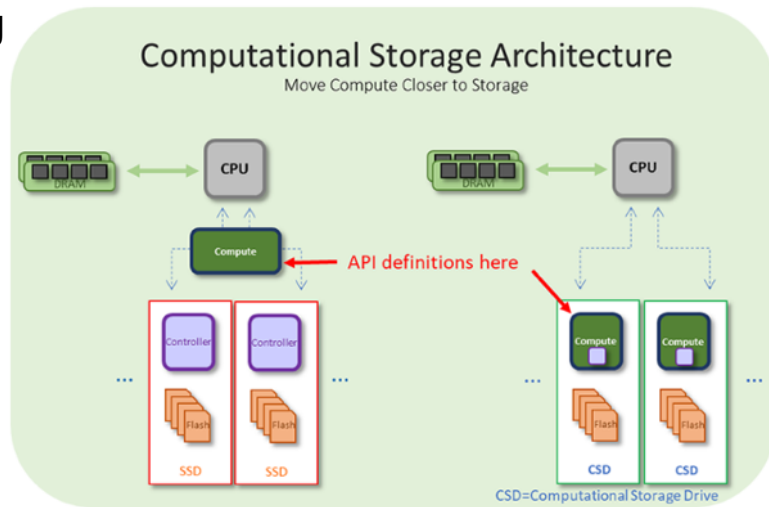 Computational Storage Architecture
Move Compute Closer to Storage
DRAM
CPU
DRAM
CPU
Compute
API definitions here
Controller
Controller
Compute
Compute
...
...
...
...
Flash
Flash
Flash
Flash
SSD
SSD
CSD
CSD
CSD=Computational Storage Drive